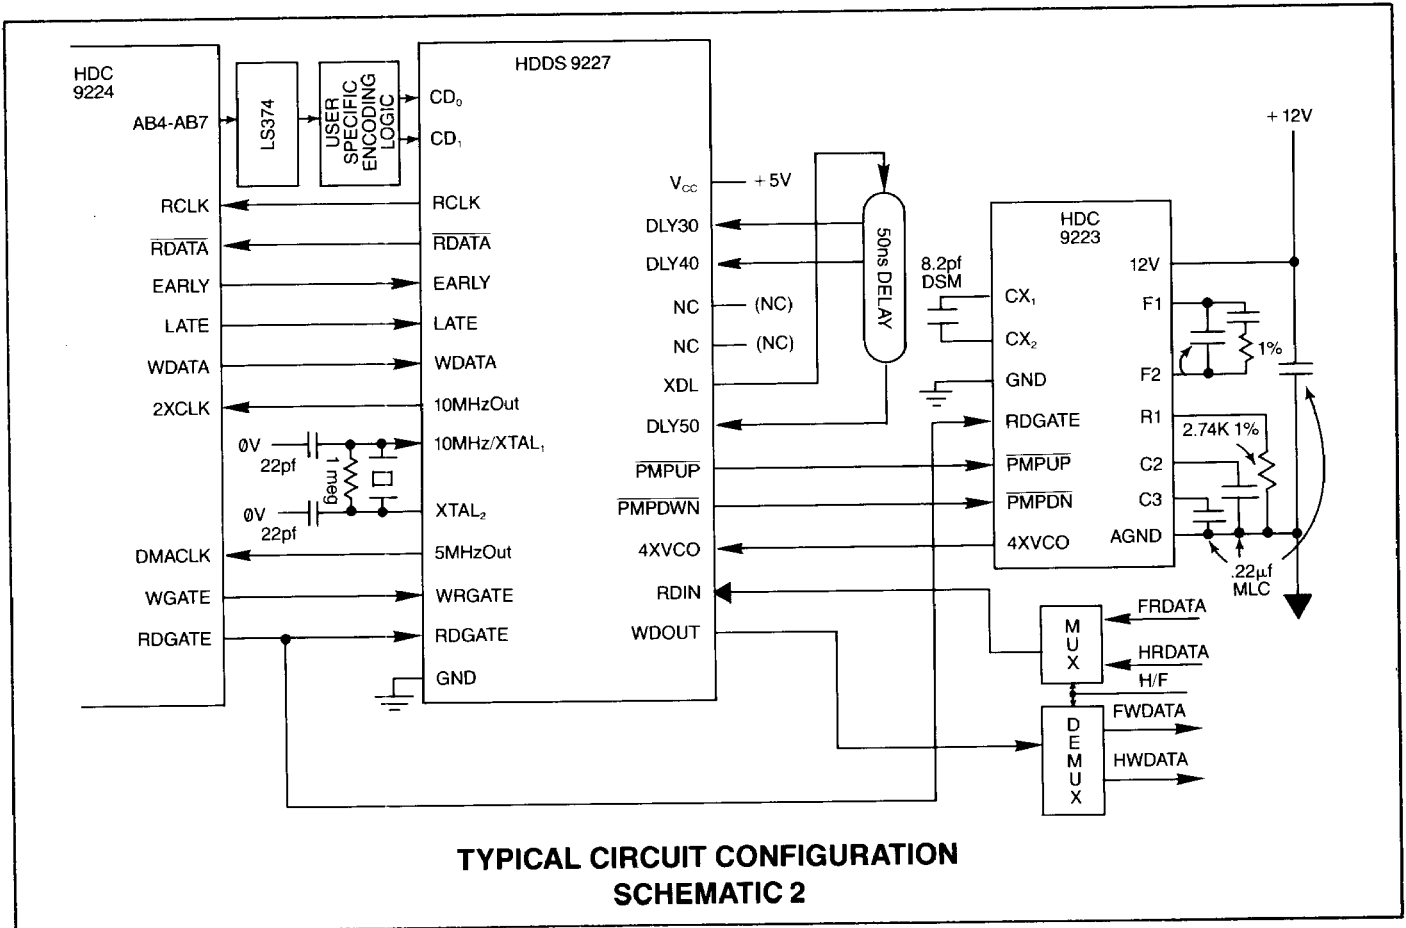 HDC
9224
AB4-AB7
RCLK
RDATA
EARLY
LATE
WDATA
2XCLK
DMACLK
WGATE
RDGATE
LS374
USER
SPECIFIC
ENCODING
LOGIC
0V
22pf
1 meg
0V
22pf
HDDS 9227
CD₀
CD₁
RCLK
RDATA
EARLY
LATE
WDATA
10MHzOut
10MHz/XTAL₁
XTAL₂
5MHzOut
WRGATE
RDGATE
GND
VCC
+5V
DLY30
DLY40
NC
(NC)
NC
(NC)
XDL
DLY50
PMPUP
PMPDWN
4XVCO
RDIN
WDOUT
50ns DELAY
8.2pf
DSM
HDC
9223
CX₁
CX₂
GND
RDGATE
PMPUP
PMPDN
4XVCO
12V
F1
F2
R1
C2
C3
AGND
+12V
1%
2.74K 1%
.22µf
MLC
MUX
FRDATA
HRDATA
H/F
DEMUX
FWDATA
HWDATA
TYPICAL CIRCUIT CONFIGURATION
SCHEMATIC 2